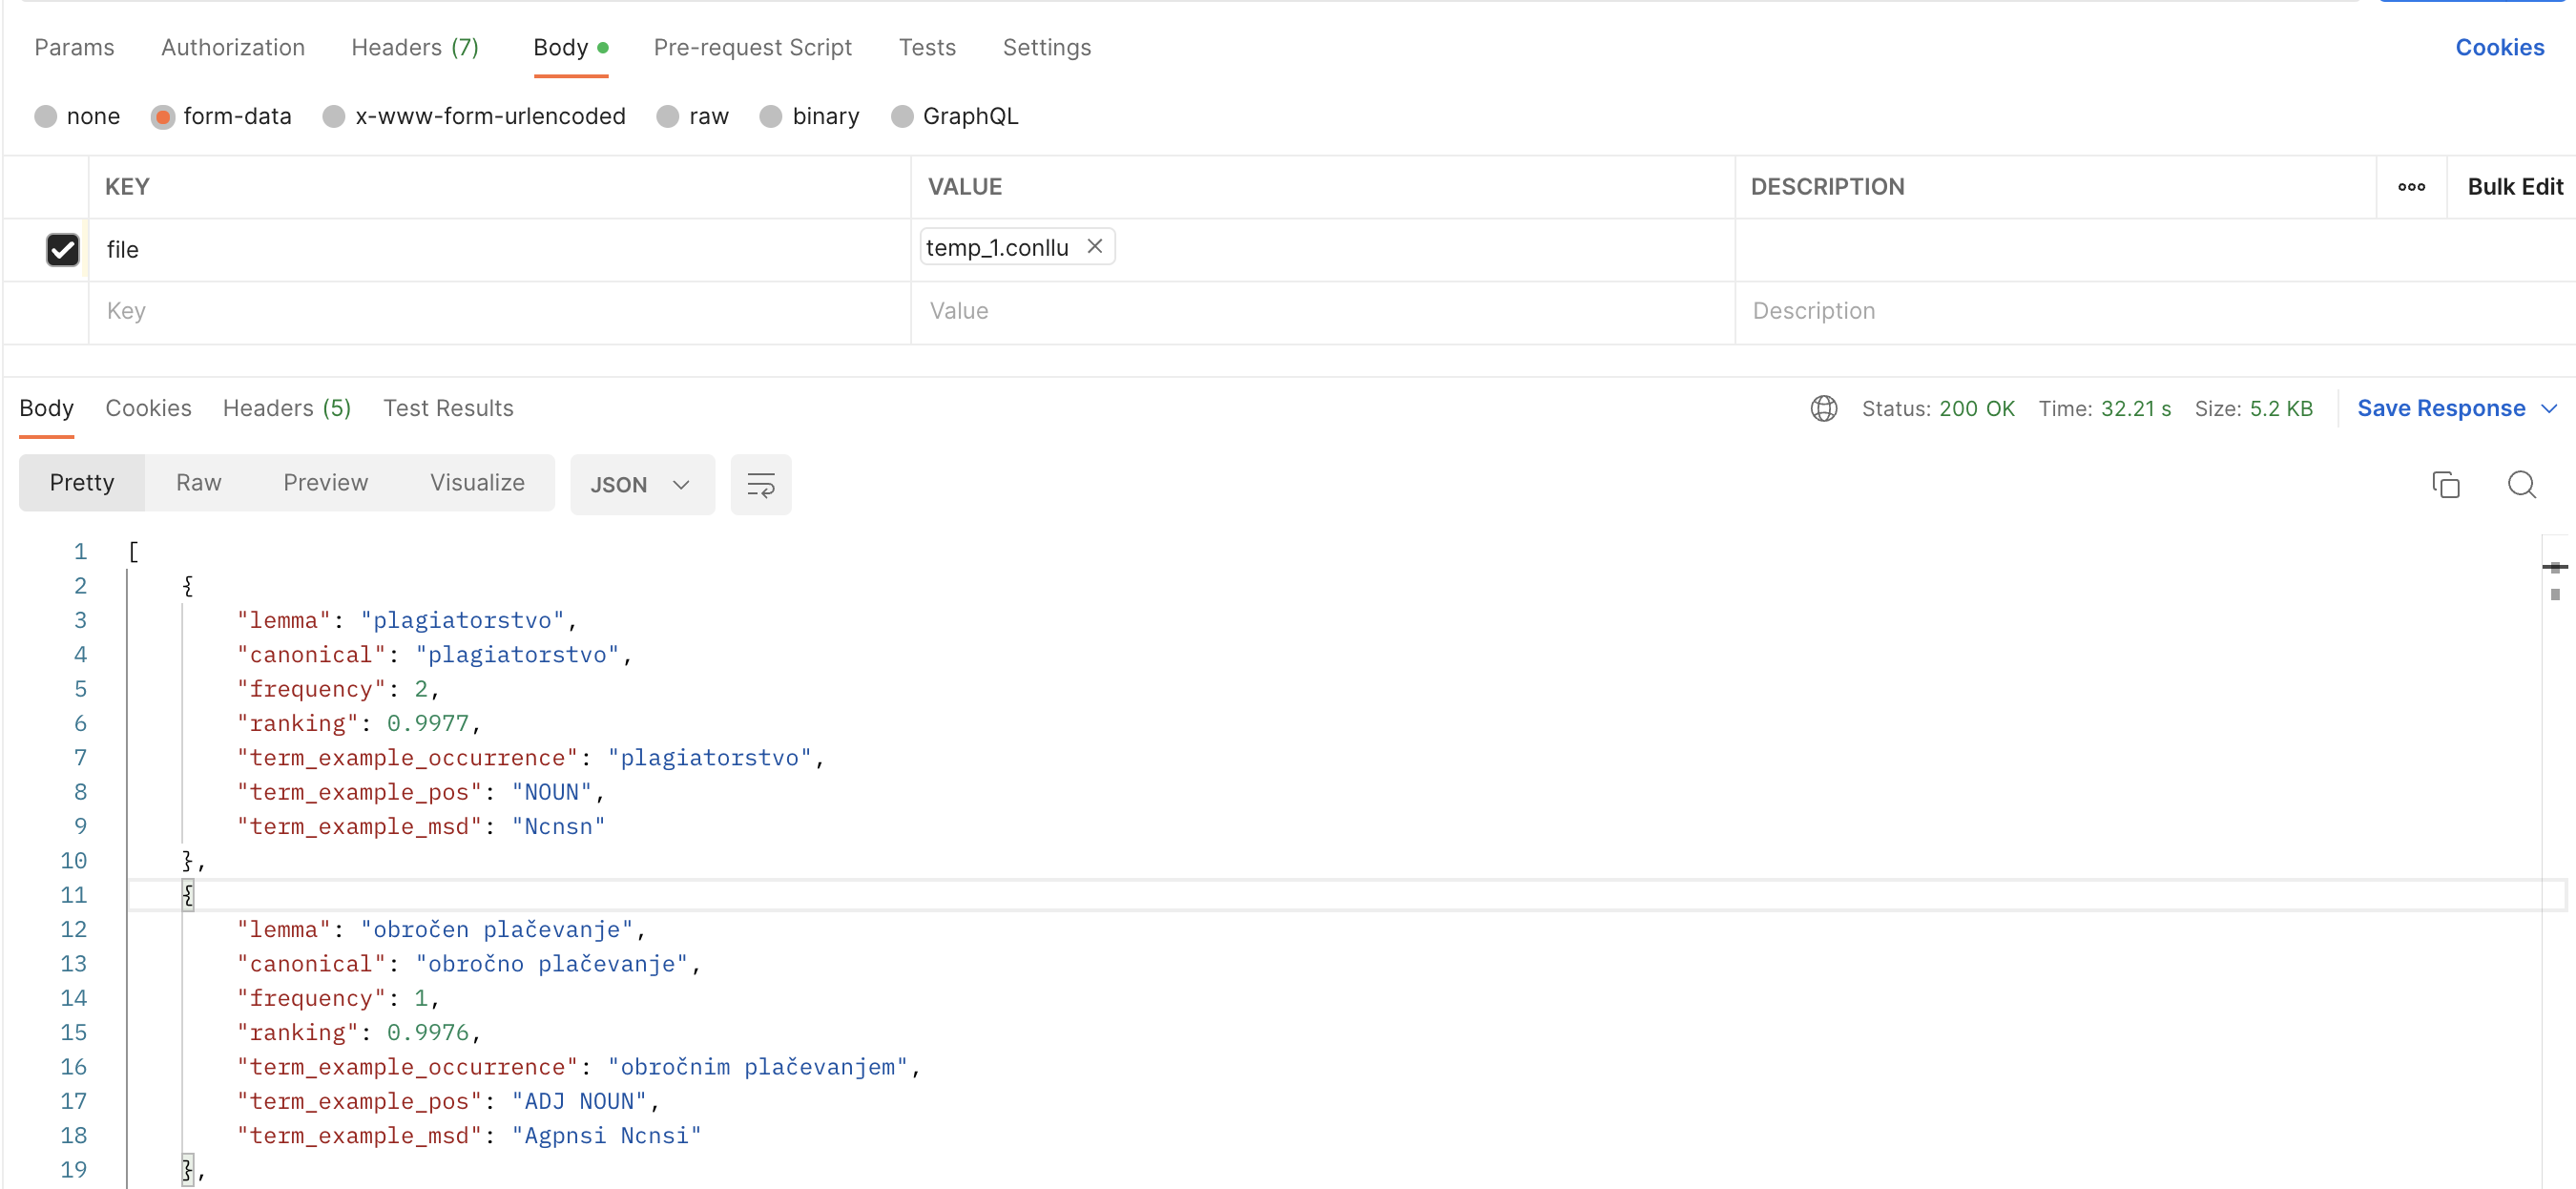 Params Authorization Headers (7) Body Pre-request Script Tests Settings Cookies
none form-data x-www-form-urlencoded raw binary GraphQL
KEY VALUE DESCRIPTION ooo Bulk Edit
file temp_1.conllu
Key Value Description
Body Cookies Headers (5) Test Results Status: 200 OK Time: 32.21 s Size: 5.2 KB Save Response
Pretty Raw Preview Visualize JSON
1 [
2 {
3 "lemma": "plagiatorstvo",
4 "canonical": "plagiatorstvo",
5 "frequency": 2,
6 "ranking": 0.9977,
7 "term_example_occurrence": "plagiatorstvo",
8 "term_example_pos": "NOUN",
9 "term_example_msd": "Ncnsn"
10 },
11 {
12 "lemma": "obročen plačevanje",
13 "canonical": "obročno plačevanje",
14 "frequency": 1,
15 "ranking": 0.9976,
16 "term_example_occurrence": "obročnim plačevanjem",
17 "term_example_pos": "ADJ NOUN",
18 "term_example_msd": "Agpnsi Ncnsi"
19 },